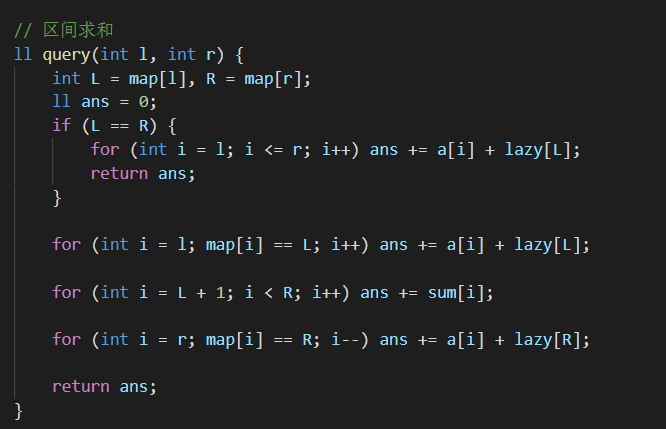 // 区间求和
ll query(int l, int r) {
    int L = map[l], R = map[r];
    ll ans = 0;
    if (L == R) {
        for (int i = l; i <= r; i++) ans += a[i] + lazy[L];
        return ans;
    }

    for (int i = l; map[i] == L; i++) ans += a[i] + lazy[L];

    for (int i = L + 1; i < R; i++) ans += sum[i];

    for (int i = r; map[i] == R; i--) ans += a[i] + lazy[R];

    return ans;
}